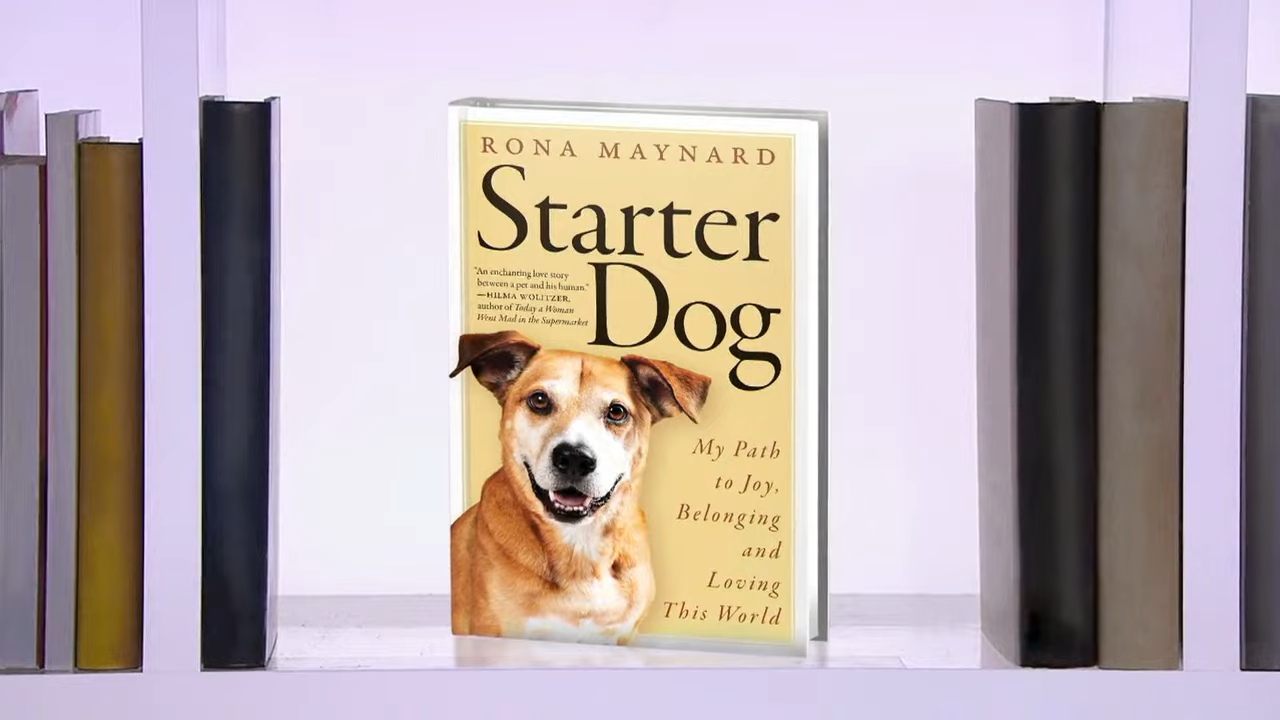 RONA MAYNARD
Starter
Dog
"An enchanting love story
between a pet and his human."
—HILMA WOLITZER,
author of Today a Woman
Went Mad in the Supermarket
My Path
to Joy,
Belonging
and
Loving
This World